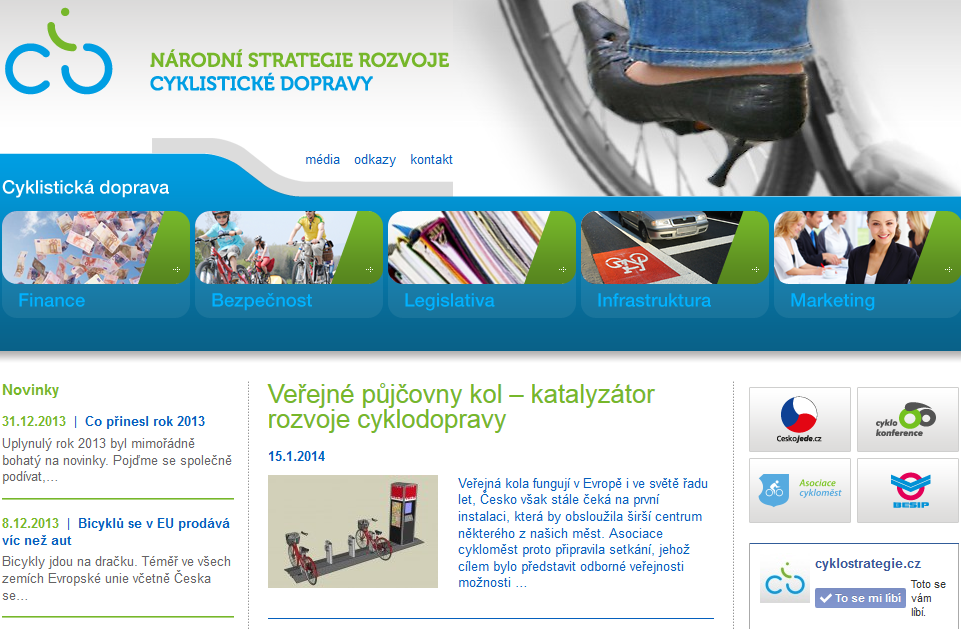 NÁRODNÍ STRATEGIE ROZVOJE
CYKLISTICKÉ DOPRAVY
média odkazy kontakt
Cyklistická doprava
Finance
Bezpečnost
Legislativa
Infrastruktura
Marketing
Novinky
31.12.2013 | Co přinesl rok 2013
Uplynulý rok 2013 byl mimořádně
bohatý na novinky. Pojďme se společně
podívat,…
8.12.2013 | Bicyklů se v EU prodává
víc než aut
Bicykly jdou na dračku. Téměř ve všech
zemích Evropské unie včetně Česka
se…
Veřejné půjčovny kol – katalyzátor
rozvoje cyklodopravy
15.1.2014
Veřejná kola fungují v Evropě i ve světě řadu
let, Česko však stále čeká na první
instalaci, která by obsloužila širší centrum
některého z našich měst. Asociace
cykloměst proto připravila setkání, jehož
cílem bylo představit odborné veřejnosti
možnosti …
Českojede.cz
cyklo
konference
Asociace
cykloměst
BESIP
cyklostrategie.cz
To se mi líbí
Toto se
vám
líbí.